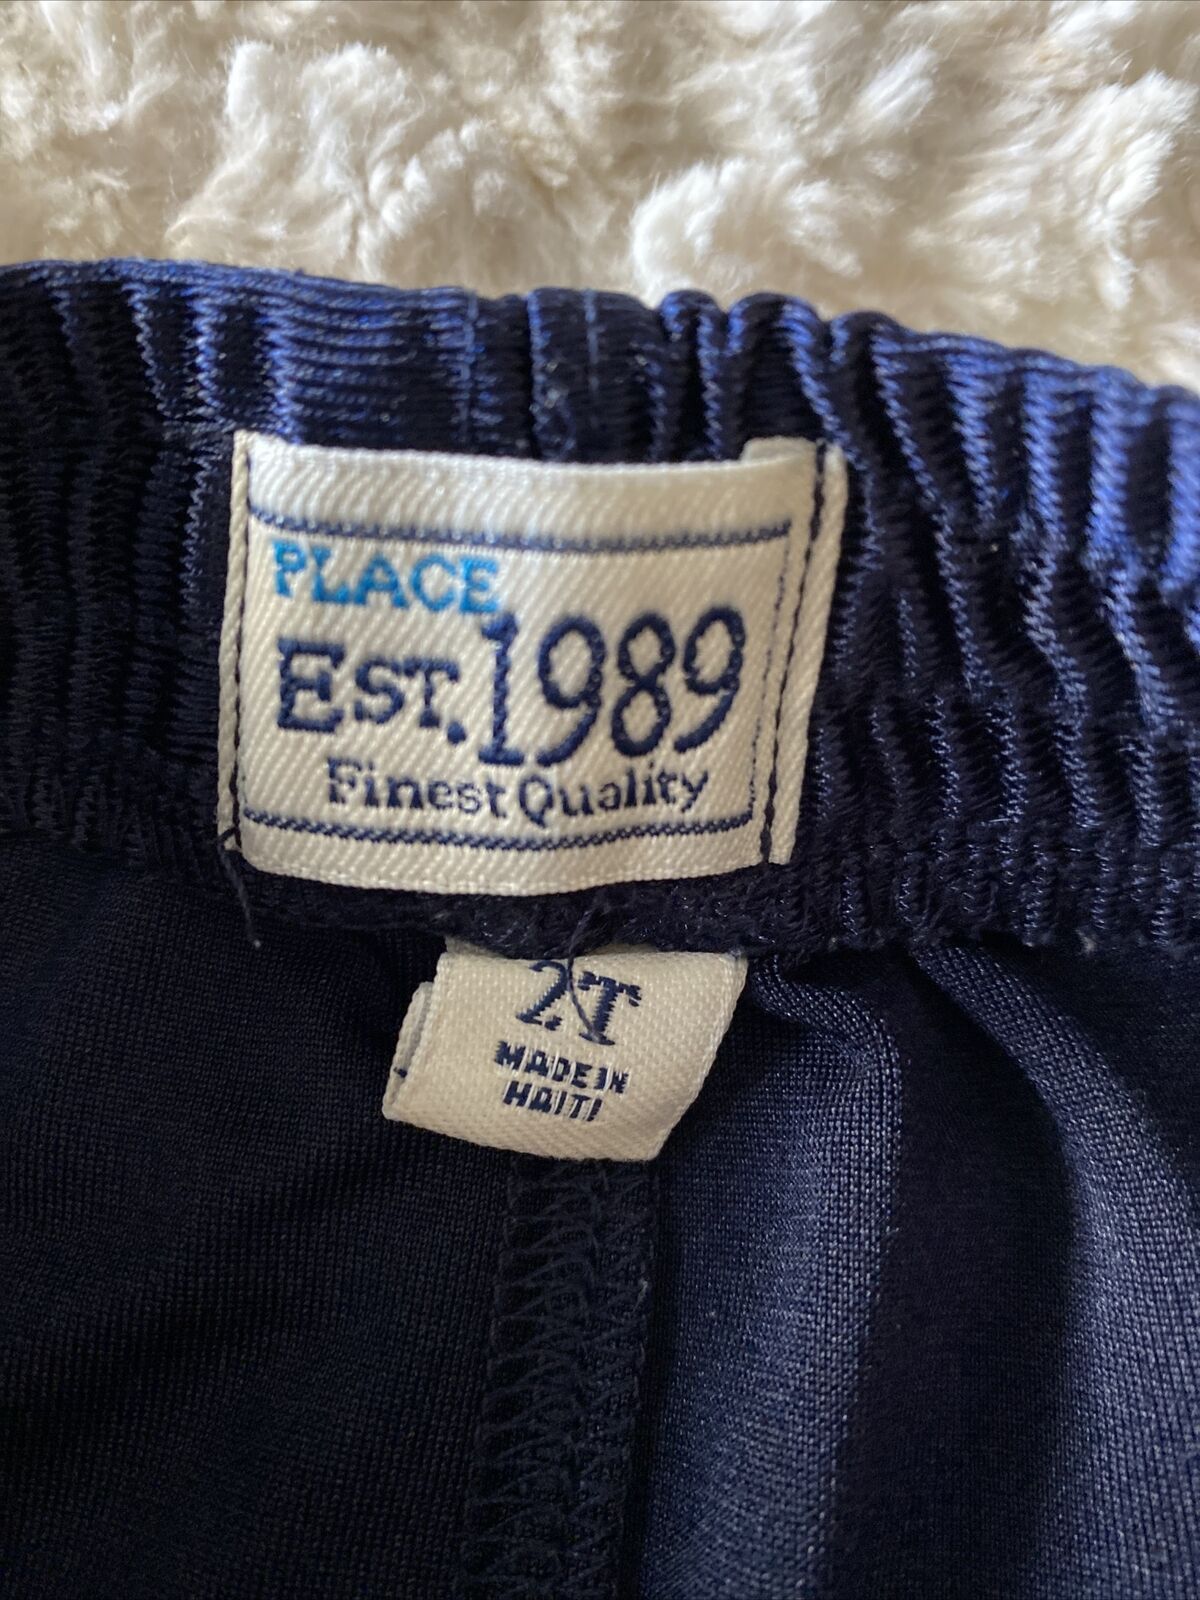 PLACE
EST. 1989
Finest Quality
2T
MADE IN
HAITI